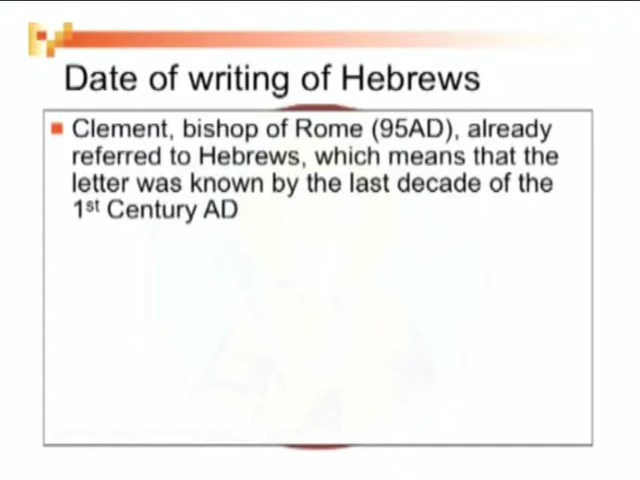 Date of writing of Hebrews
Clement, bishop of Rome (95AD), already
referred to Hebrews, which means that the
letter was known by the last decade of the
1st Century AD